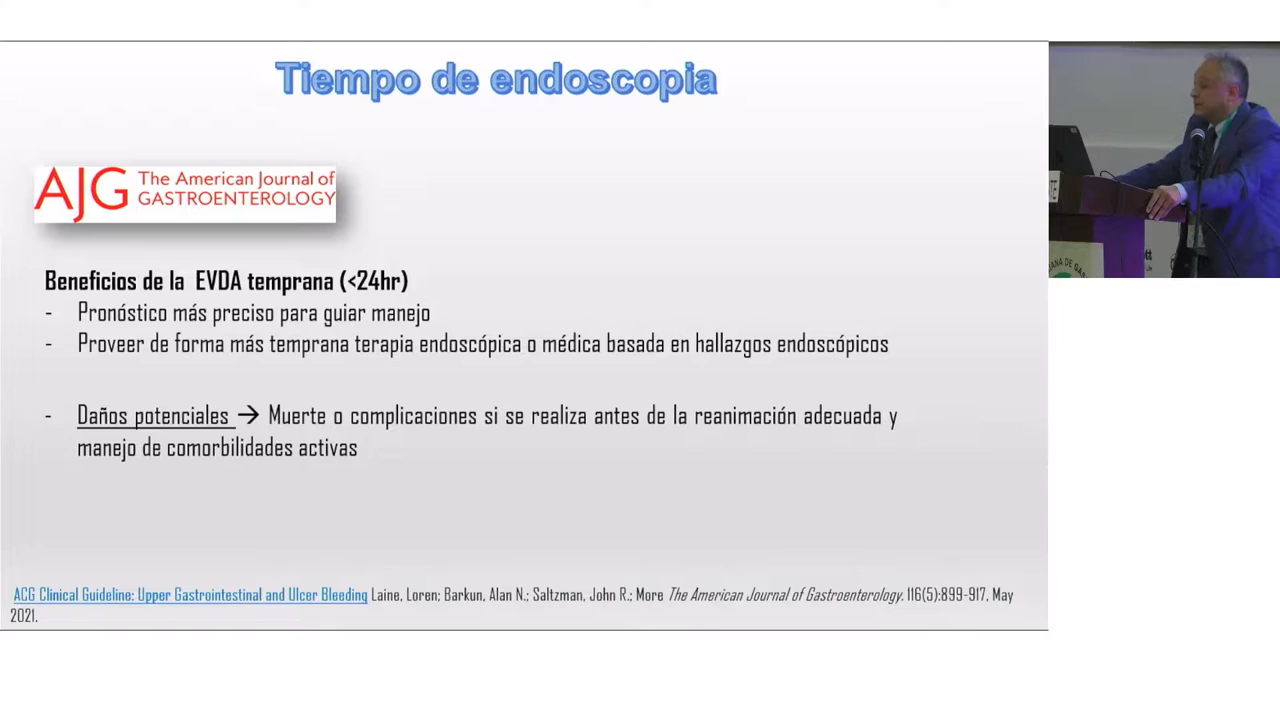 Tiempo de endoscopia
AJG The American Journal of
GASTROENTEROLOGY
Beneficios de la EVDA temprana (<24hr)
- Pronóstico más preciso para guiar manejo
- Proveer de forma más temprana terapia endoscópica o médica basada en hallazgos endoscópicos
- Daños potenciales → Muerte o complicaciones si se realiza antes de la reanimación adecuada y
manejo de comorbilidades activas
ACG Clinical Guideline: Upper Gastrointestinal and Ulcer Bleeding Laine, Loren; Barkun, Alan N.; Saltzman, John R.; More The American Journal of Gastroenterology. 116(5):899-917, May
2021.